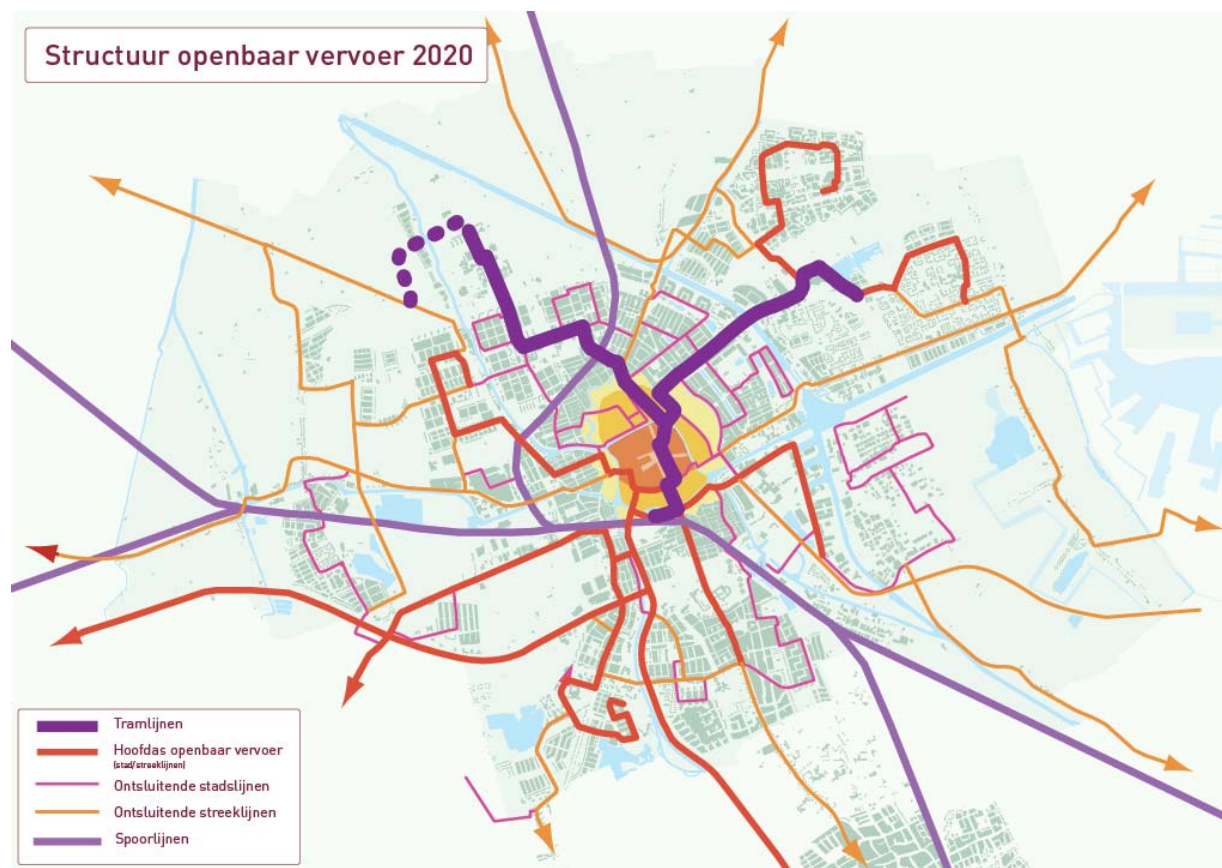 Structuur openbaar vervoer 2020
Tramlijnen
Hoofdas openbaar vervoer
(stad/streeklijnen)
Ontsluitende stadslijnen
Ontsluitende streeklijnen
Spoorlijnen